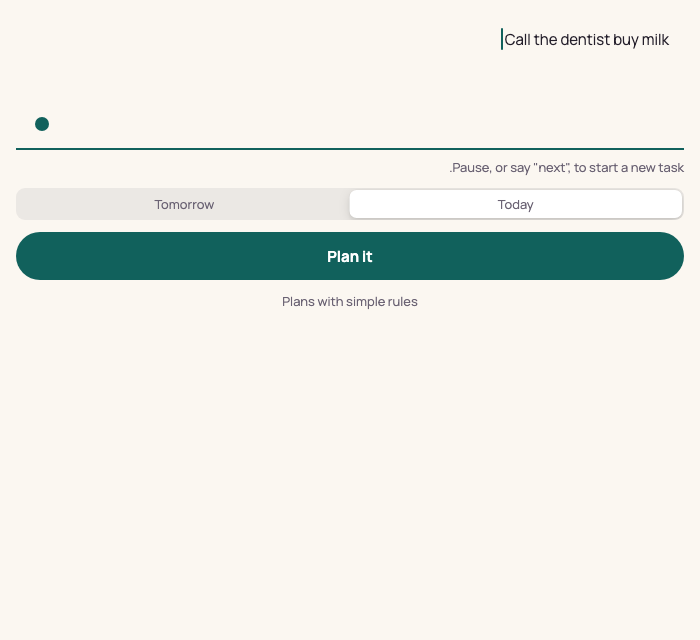 Call the dentist buy milk
.Pause, or say "next", to start a new task
Today
Tomorrow
Plan it
Plans with simple rules